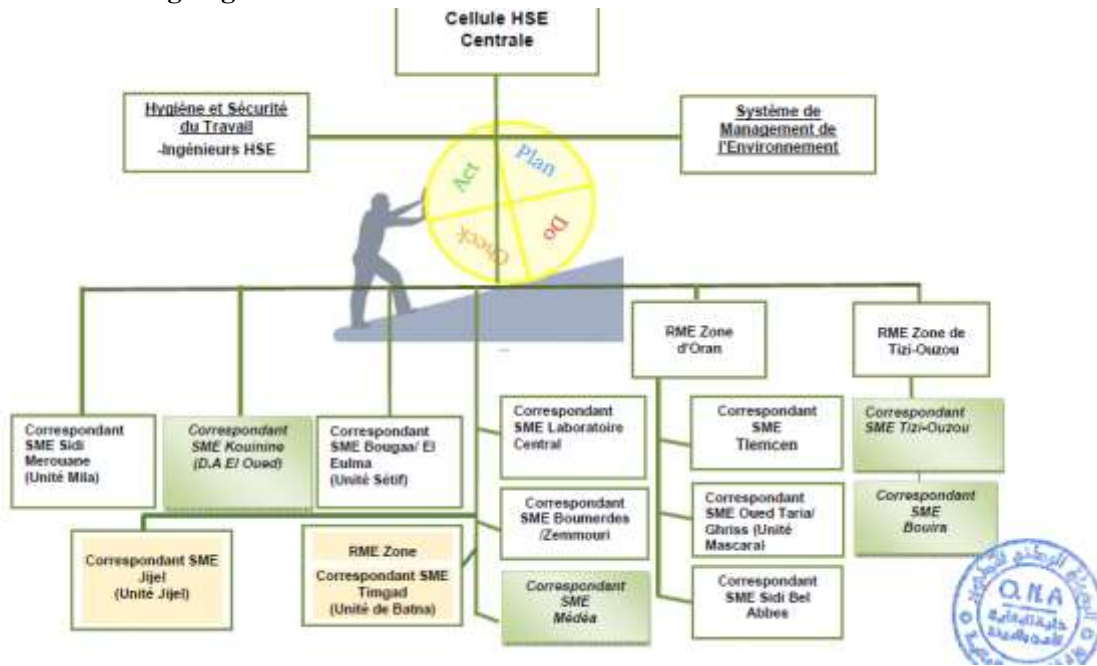 Cellule HSE
Centrale
Hygiène et Sécurité
du Travail
-Ingénieurs HSE
Système de
Management de
l'Environnement
Act
Plan
Check
Do
RME Zone
d'Oran
RME Zone de
Tizi-Ouzou
Correspondant
SME Sidi
Merouane
(Unité Mila)
Correspondant
SME Kouinine
(D.A El Oued)
Correspondant
SME Bougaa/ El
Eulma
(Unité Sétif)
Correspondant
SME Laboratoire
Central
Correspondant
SME
Tlemcen
Correspondant
SME Tizi-Ouzou
Correspondant
SME Boumerdes
/Zemmouri
Correspondant
SME Oued Taria/
Ghriss (Unité
Mascara)
Correspondant
SME
Bouira
Correspondant SME
Jijel
(Unité Jijel)
RME Zone
Correspondant SME
Timgad
(Unité de Batna)
Correspondant
SME
Médéa
Correspondant
SME Sidi Bel
Abbes
O.N.A